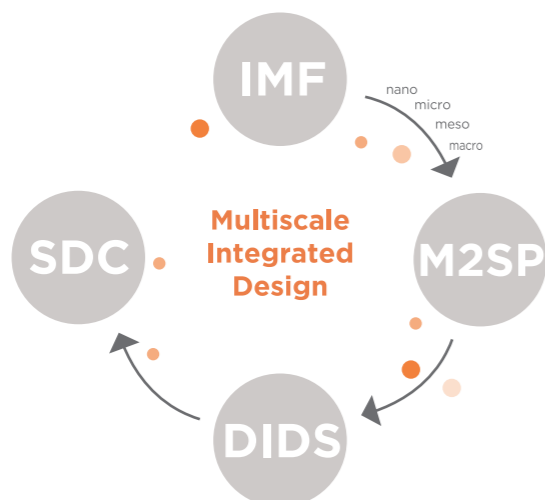 IMF
nano
micro
meso
macro
Multiscale
Integrated
Design
SDC
M2SP
DIDS